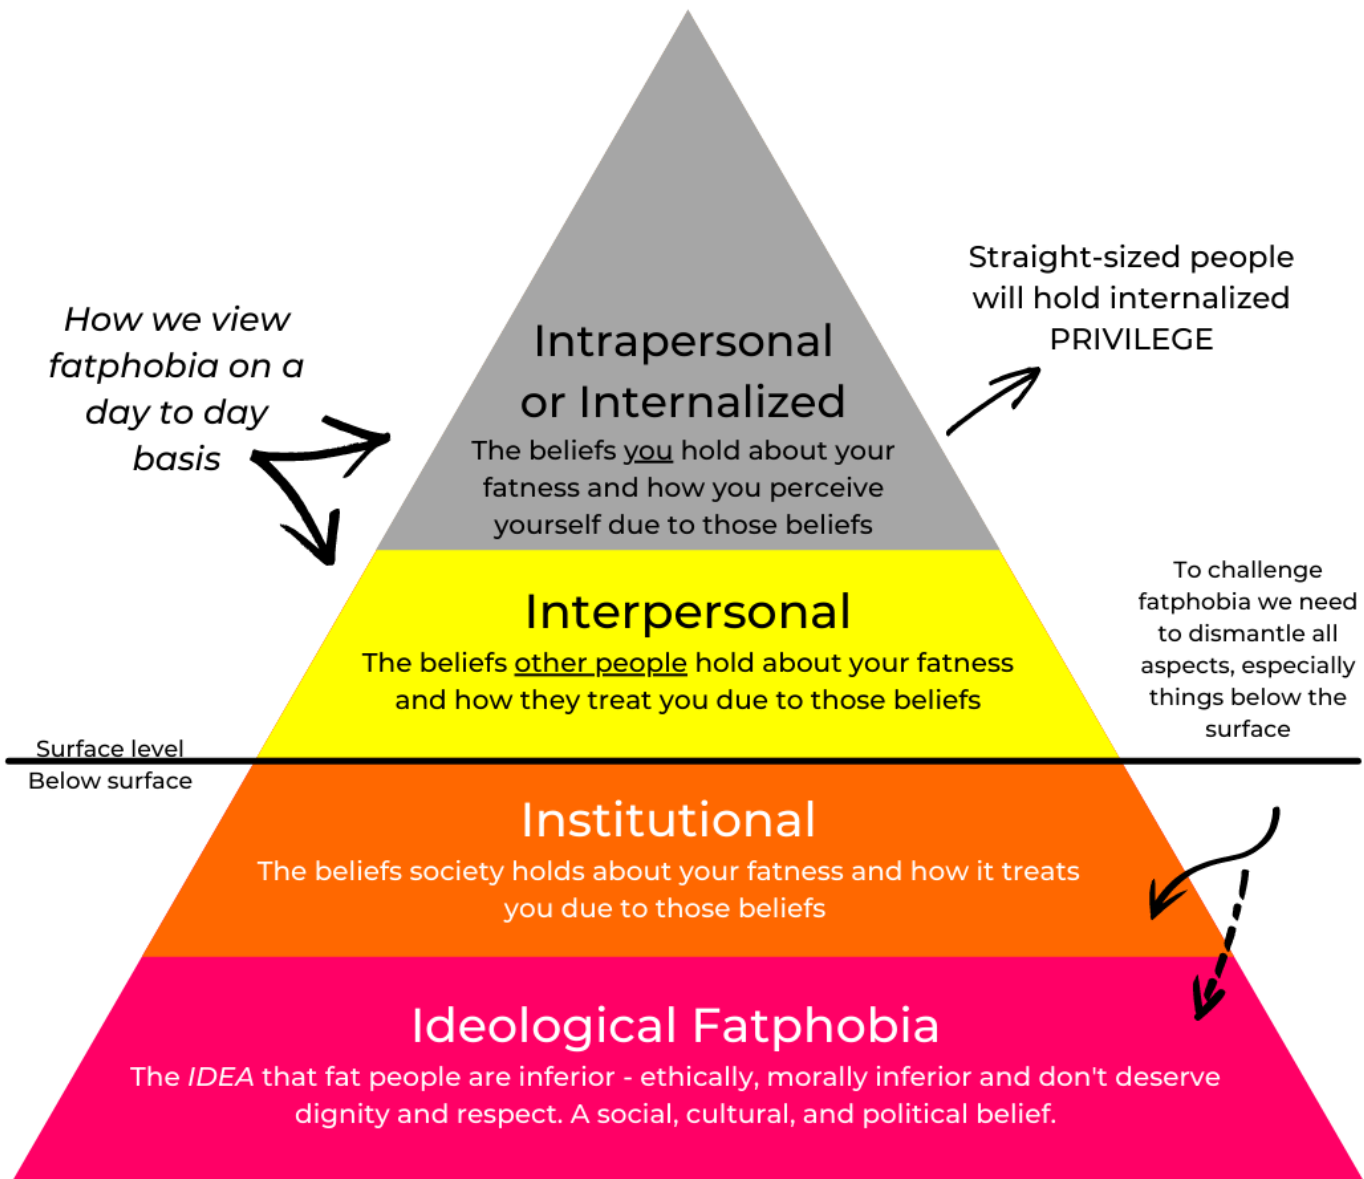 How we view
fatphobia on a
day to day
basis
Straight-sized people
will hold internalized
PRIVILEGE
Intrapersonal
or Internalized
The beliefs you hold about your
fatness and how you perceive
yourself due to those beliefs
Interpersonal
The beliefs other people hold about your fatness
and how they treat you due to those beliefs
To challenge
fatphobia we need
to dismantle all
aspects, especially
things below the
surface
Surface level
Below surface
Institutional
The beliefs society holds about your fatness and how it treats
you due to those beliefs
Ideological Fatphobia
The IDEA that fat people are inferior - ethically, morally inferior and don't deserve
dignity and respect. A social, cultural, and political belief.